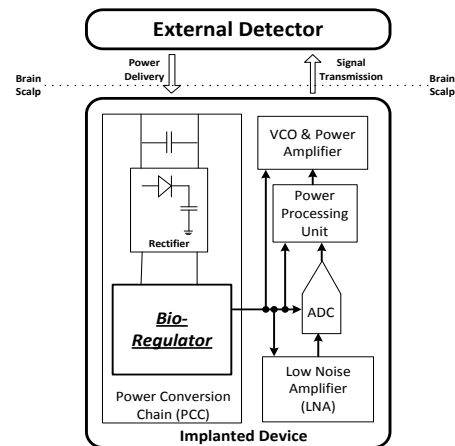 External Detector
Power
Delivery
Signal
Transmission
Brain
Scalp
Brain
Scalp
VCO & Power
Amplifier
Power
Processing
Unit
Rectifier
Bio-
Regulator
ADC
Low Noise
Amplifier
(LNA)
Power Conversion
Chain (PCC)
Implanted Device